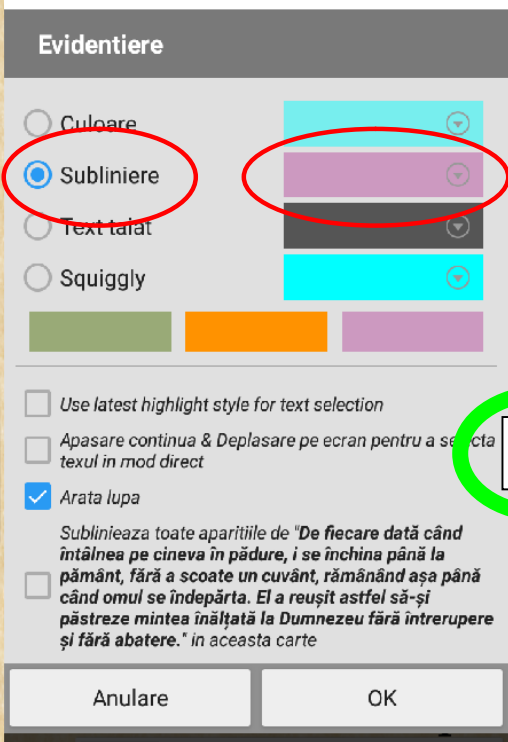 Evidentiere
Culoare
Subliniere
Text taiat
Squiggly
Use latest highlight style for text selection
Apasare continua & Deplasare pe ecran pentru a selecta
texul in mod direct
Arata lupa
Sublinieaza toate aparitiile de "De fiecare dată când
întâlnea pe cineva în pădure, i se închina până la
pământ, fără a scoate un cuvânt, rămânând așa până
când omul se îndepărta. El a reușit astfel să-și
păstreze mintea înălțată la Dumnezeu fără întrerupere
și fără abatere." in aceasta carte
Anulare
OK